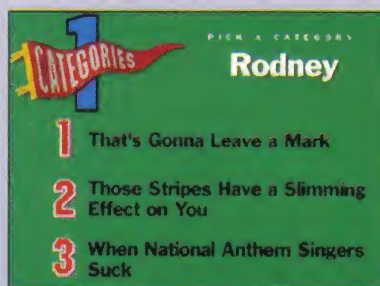 1
CATEGORIES
PICK A CATEGORY
Rodney
1 That's Gonna Leave a Mark
2 Those Stripes Have a Slimming
Effect on You
3 When National Anthem Singers
Suck